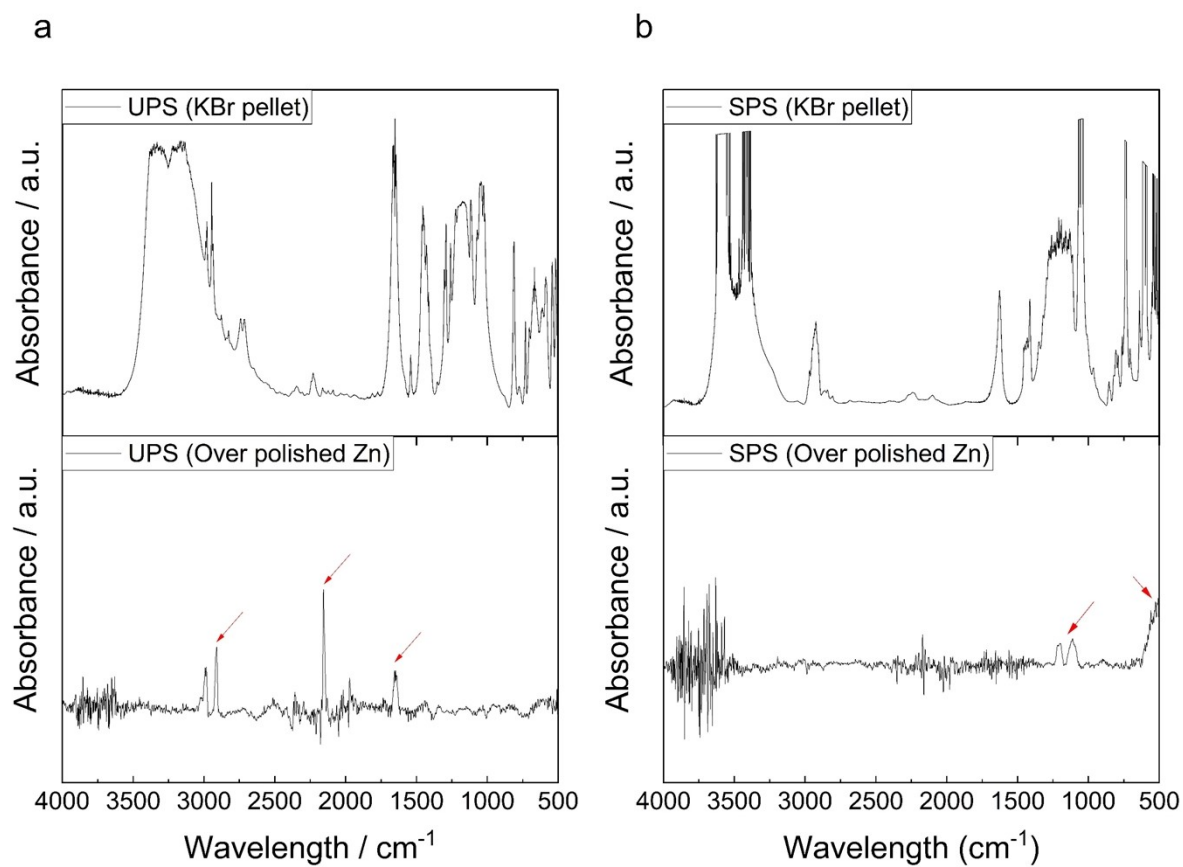 a
b
UPS (KBr pellet)
SPS (KBr pellet)
Absorbance / a.u.
Absorbance / a.u.
UPS (Over polished Zn)
SPS (Over polished Zn)
Absorbance / a.u.
Absorbance / a.u.
4000 3500 3000 2500 2000 1500 1000 500
4000 3500 3000 2500 2000 1500 1000 500
Wavelength / cm⁻¹
Wavelength (cm⁻¹)